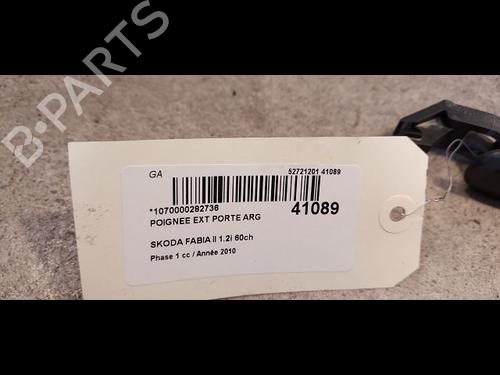 B-PARTS
GA
52721201 41089
*1070000282736
41089
POIGNEE EXT PORTE ARG
SKODA FABIA II 1.2i 60ch
Phase 1 cc / Année 2010